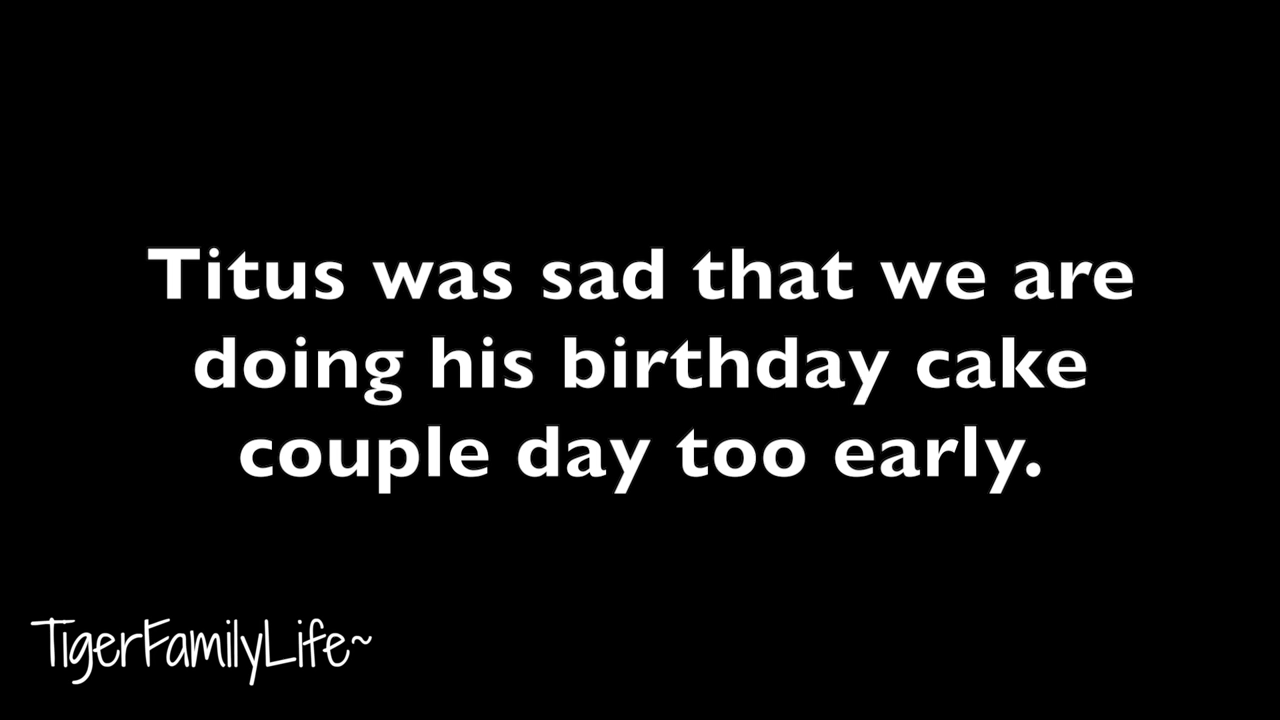 Titus was sad that we are
doing his birthday cake
couple day too early.
TigerFamilyLife~